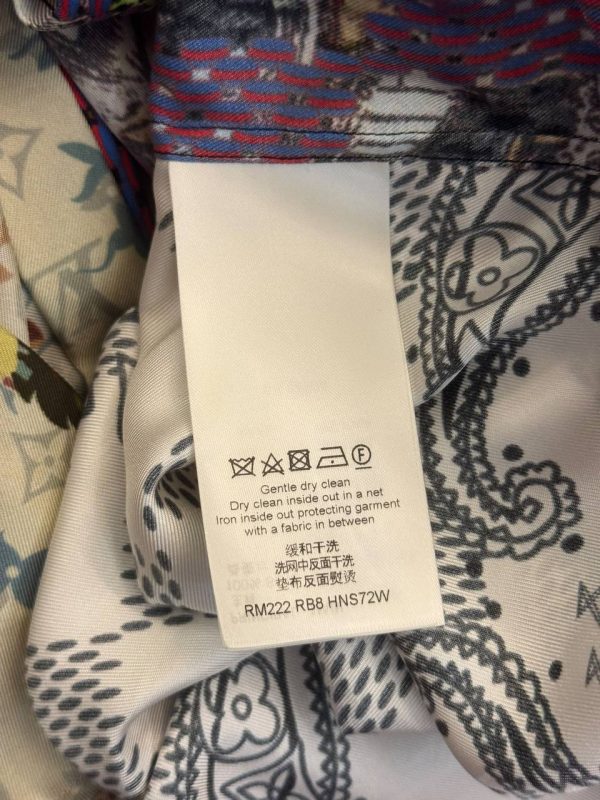 F
Gentle dry clean
Dry clean inside out in a net
Iron inside out protecting garment
with a fabric in between
缓和干洗
洗网中反面干洗
垫布反面熨烫
RM222 RB8 HNS72W